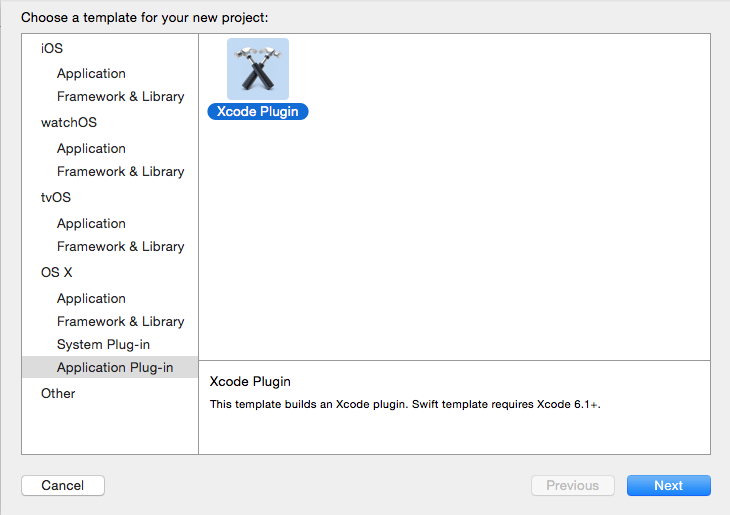 Choose a template for your new project:
iOS
Application
Framework & Library
watchOS
Application
Framework & Library
tvOS
Application
Framework & Library
OS X
Application
Framework & Library
System Plug-in
Application Plug-in
Other
Xcode Plugin
Xcode Plugin
This template builds an Xcode plugin. Swift template requires Xcode 6.1+.
Cancel
Previous
Next